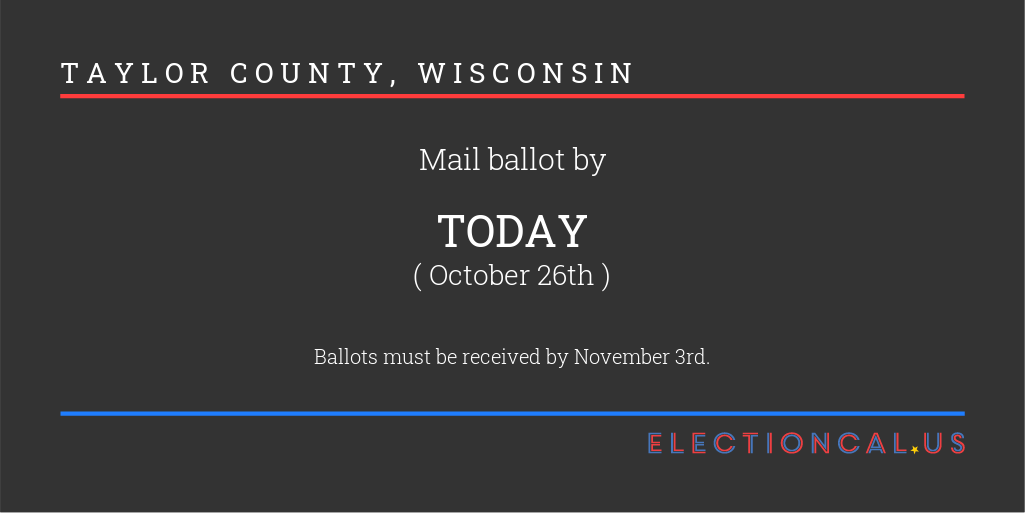 TAYLOR COUNTY, WISCONSIN
Mail ballot by
TODAY
( October 26th )
Ballots must be received by November 3rd.
ELECTIONCAL.US